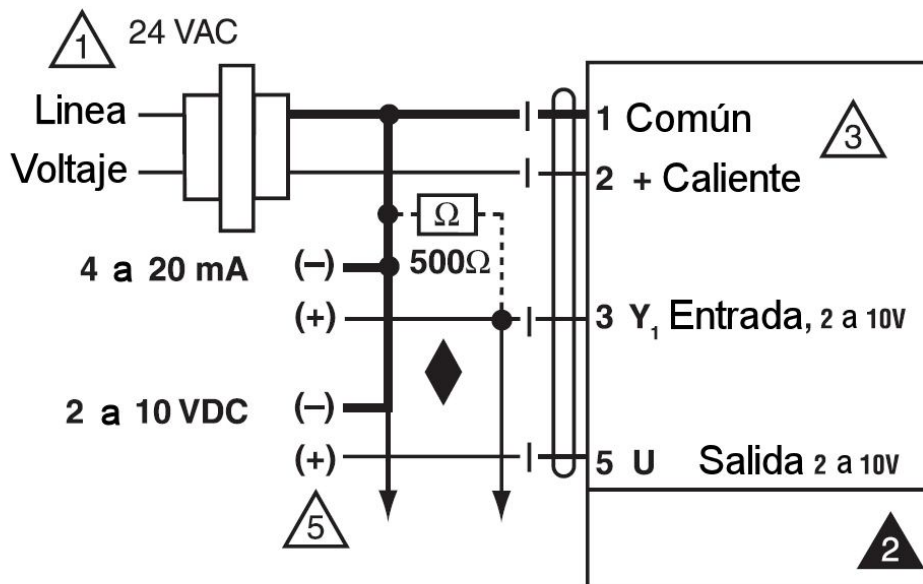 1 24 VAC
Linea
Voltaje
1 Común
3
2 + Caliente
Ω
500Ω
4 a 20 mA (–)
(+)
3 Y₁ Entrada, 2 a 10V
2 a 10 VDC (–)
(+)
5 U Salida 2 a 10V
5
2